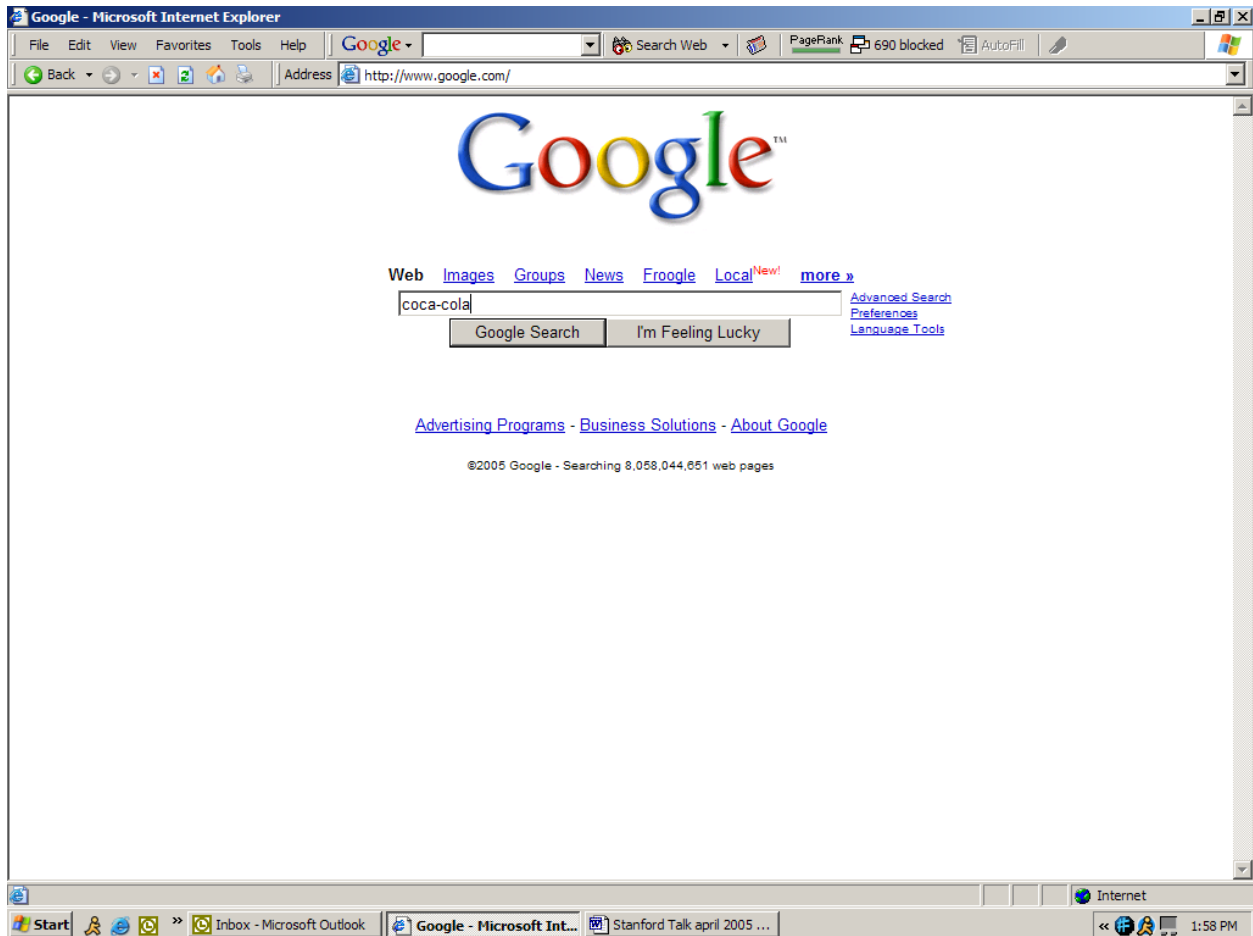 Google - Microsoft Internet Explorer
File Edit View Favorites Tools Help Google Search Web PageRank 690 blocked AutoFill
Back Address http://www.google.com/
Google™
Web Images Groups News Froogle Local New! more »
coca-cola
Advanced Search
Preferences
Language Tools
Google Search I'm Feeling Lucky
Advertising Programs - Business Solutions - About Google
©2005 Google - Searching 8,058,044,651 web pages
Internet
Start » Inbox - Microsoft Outlook Google - Microsoft Int... Stanford Talk april 2005 ... « 1:58 PM